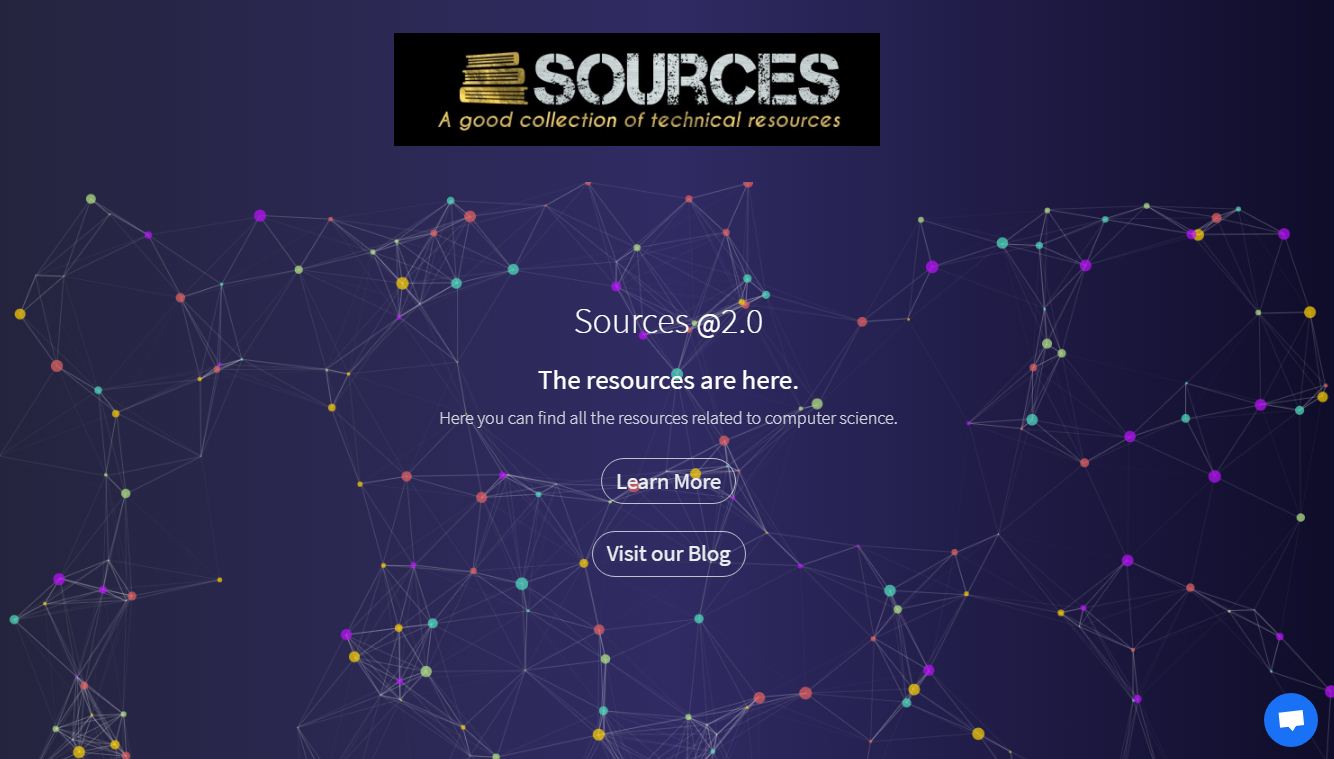 SOURCES
A good collection of technical resources
Sources @2.0
The resources are here.
Here you can find all the resources related to computer science.
Learn More
Visit our Blog